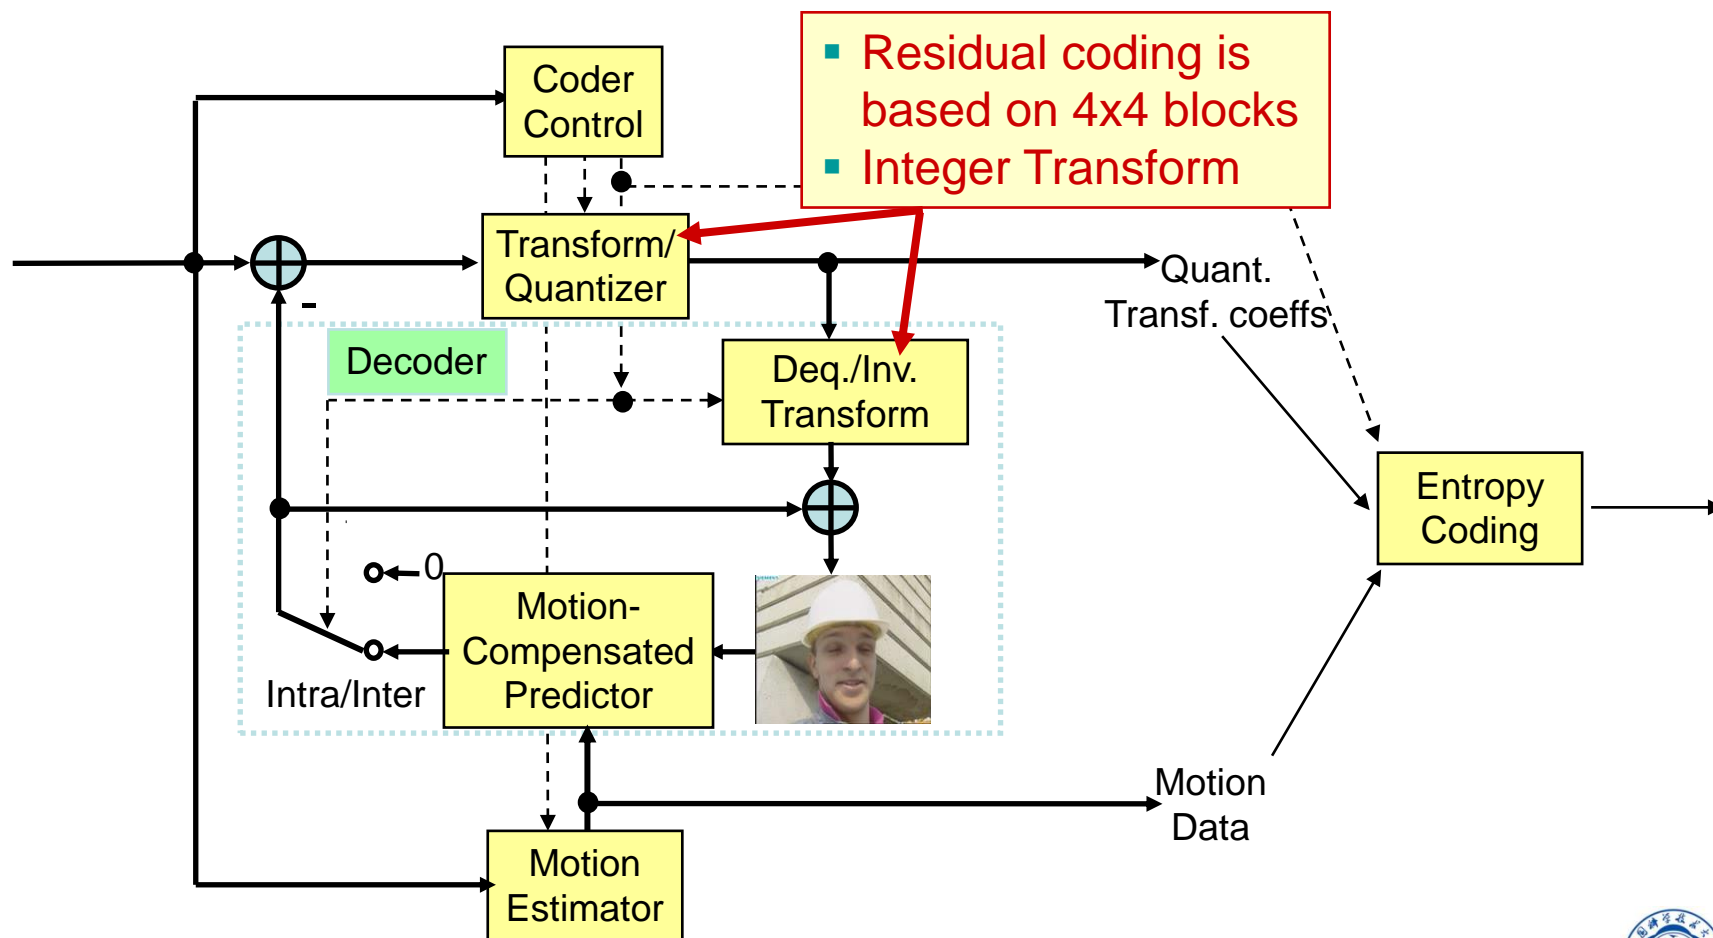 Coder
Control
▪ Residual coding is
based on 4x4 blocks
▪ Integer Transform
Transform/
Quantizer
-
Quant.
Transf. coeffs
Decoder
Deq./Inv.
Transform
Entropy
Coding
0
Motion-
Compensated
Predictor
Intra/Inter
Motion
Data
Motion
Estimator